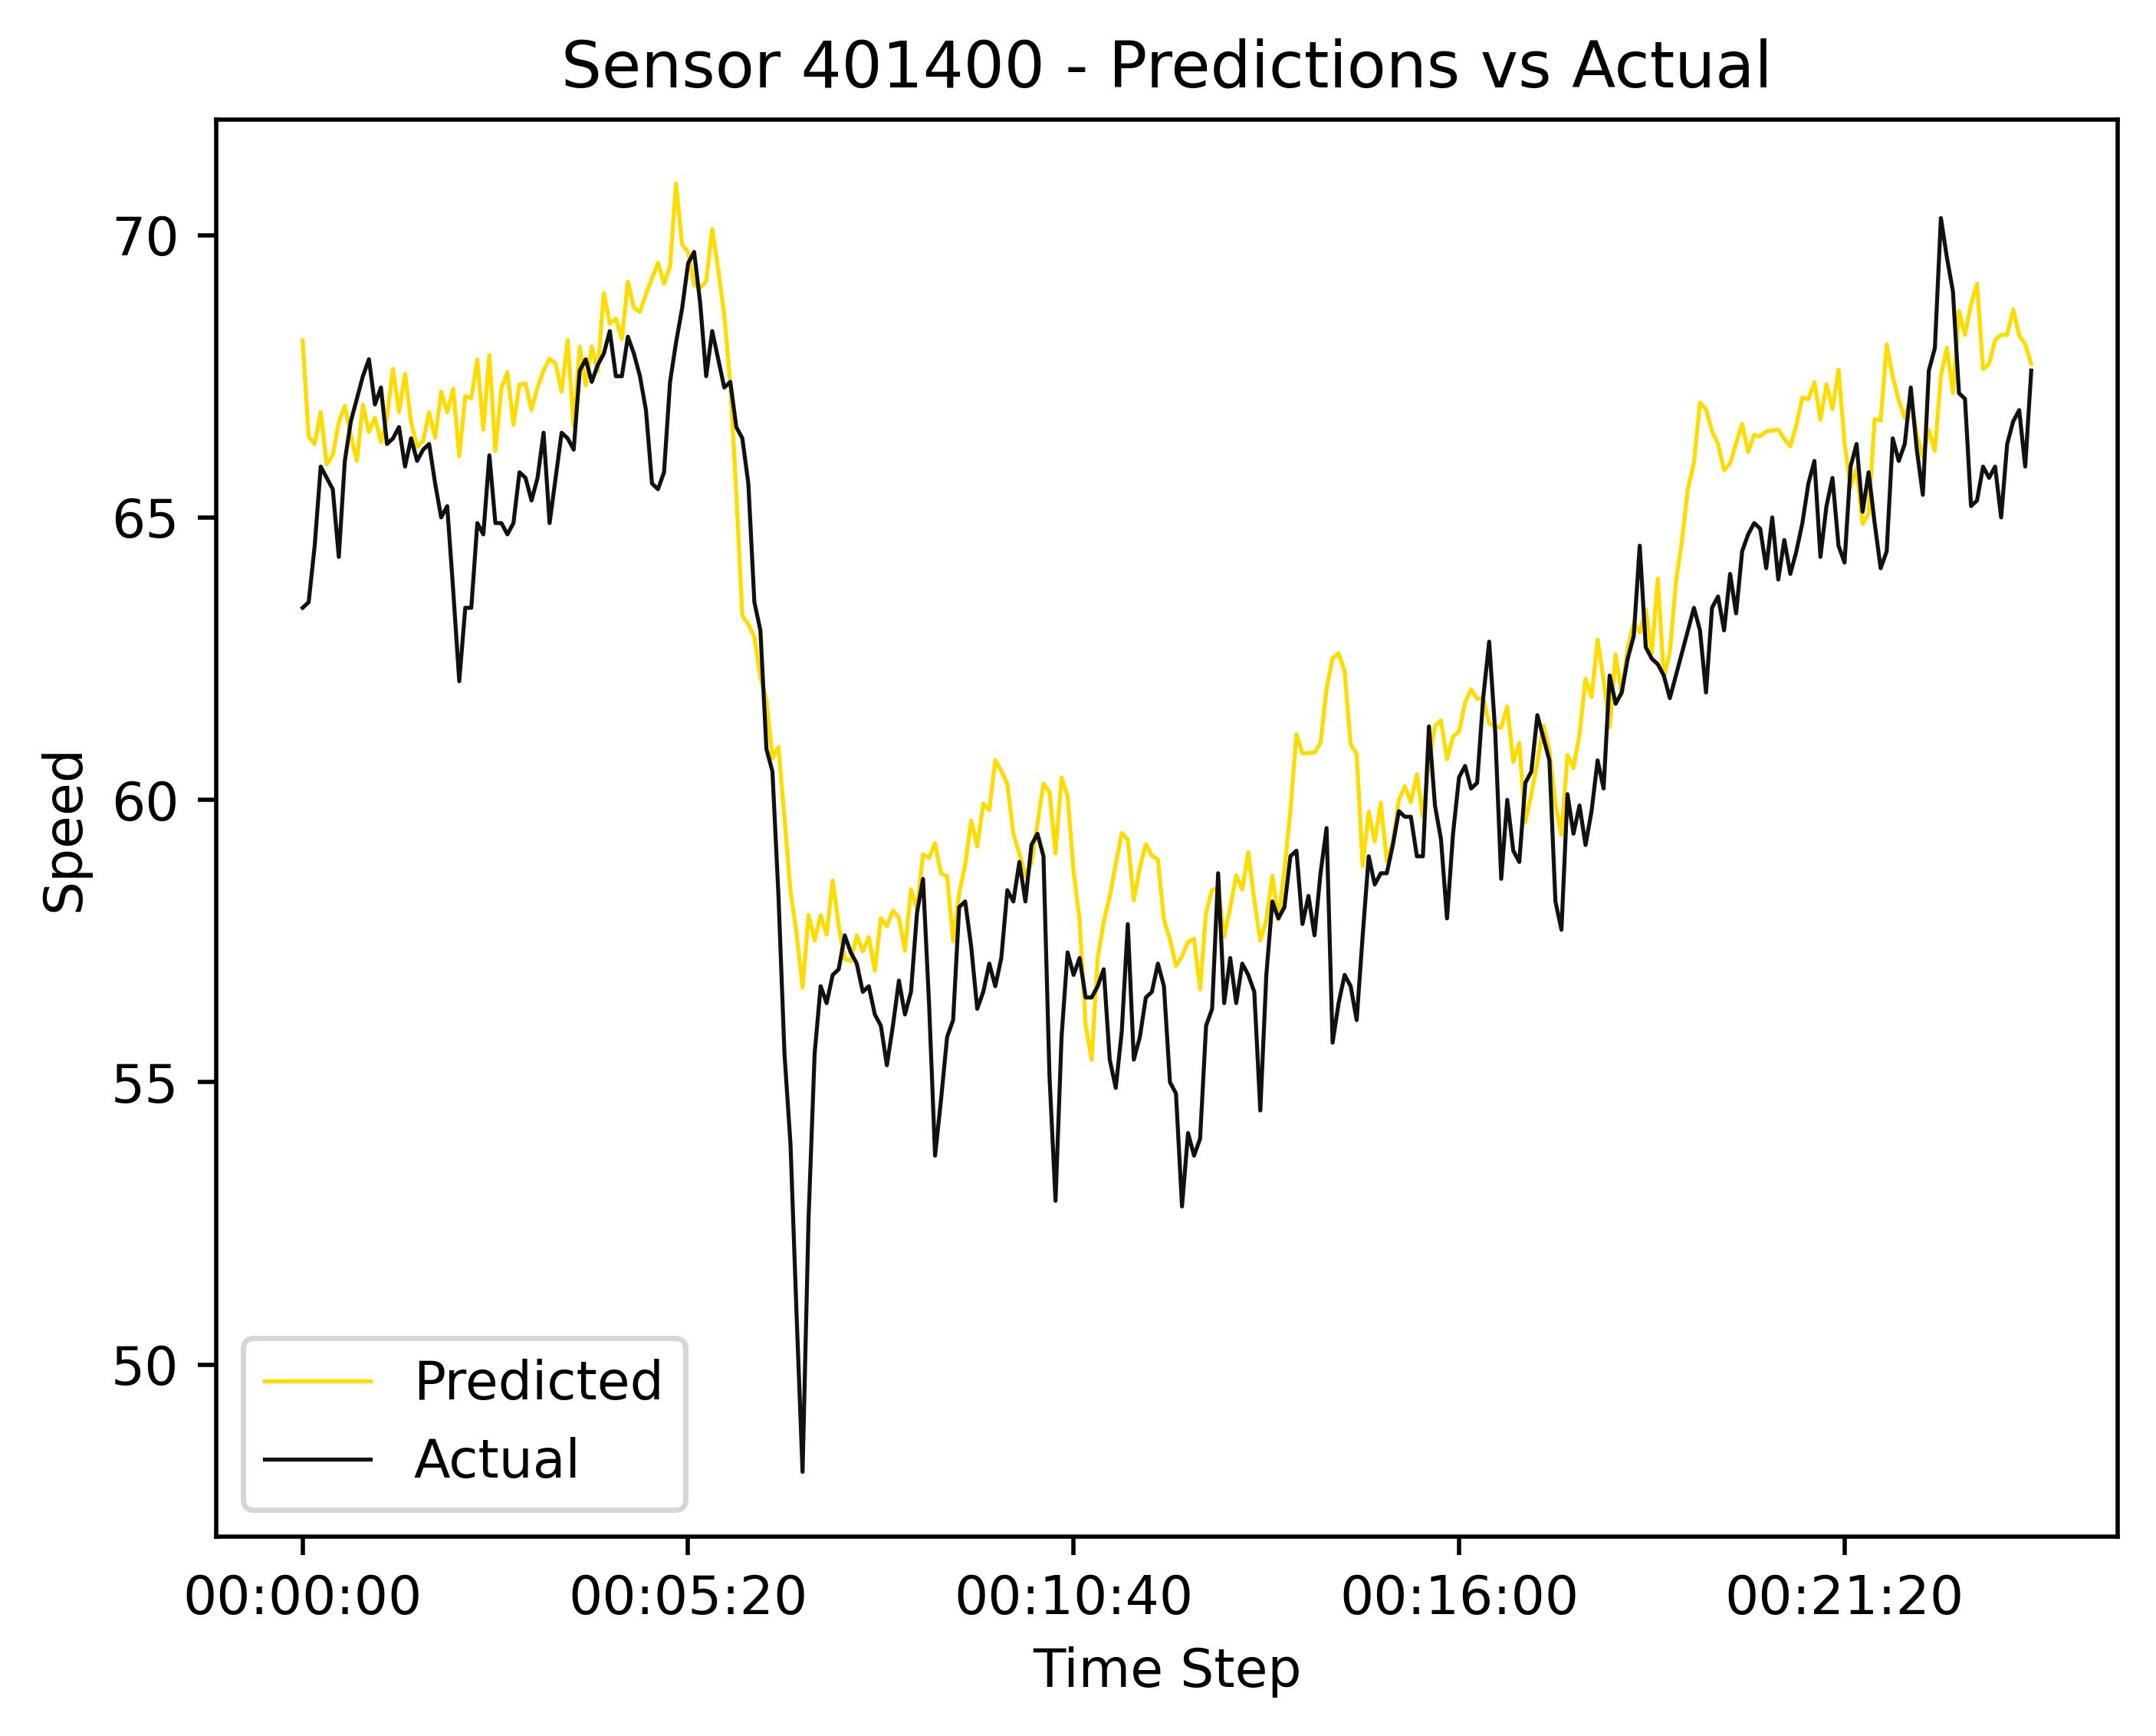 Sensor 401400 - Predictions vs Actual
70
65
60
55
50
Speed
Predicted
Actual
00:00:00 00:05:20 00:10:40 00:16:00 00:21:20
Time Step